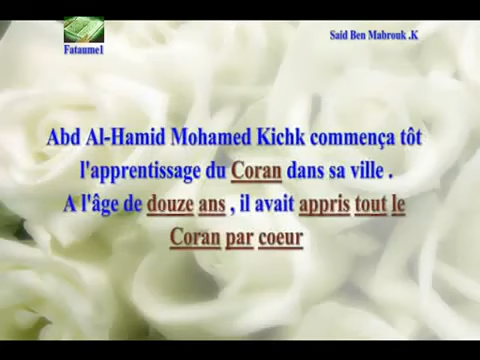 Fataume1
Said Ben Mabrouk .K
Abd Al-Hamid Mohamed Kichk commença tôt
l'apprentissage du Coran dans sa ville .
A l'âge de douze ans , il avait appris tout le
Coran par coeur